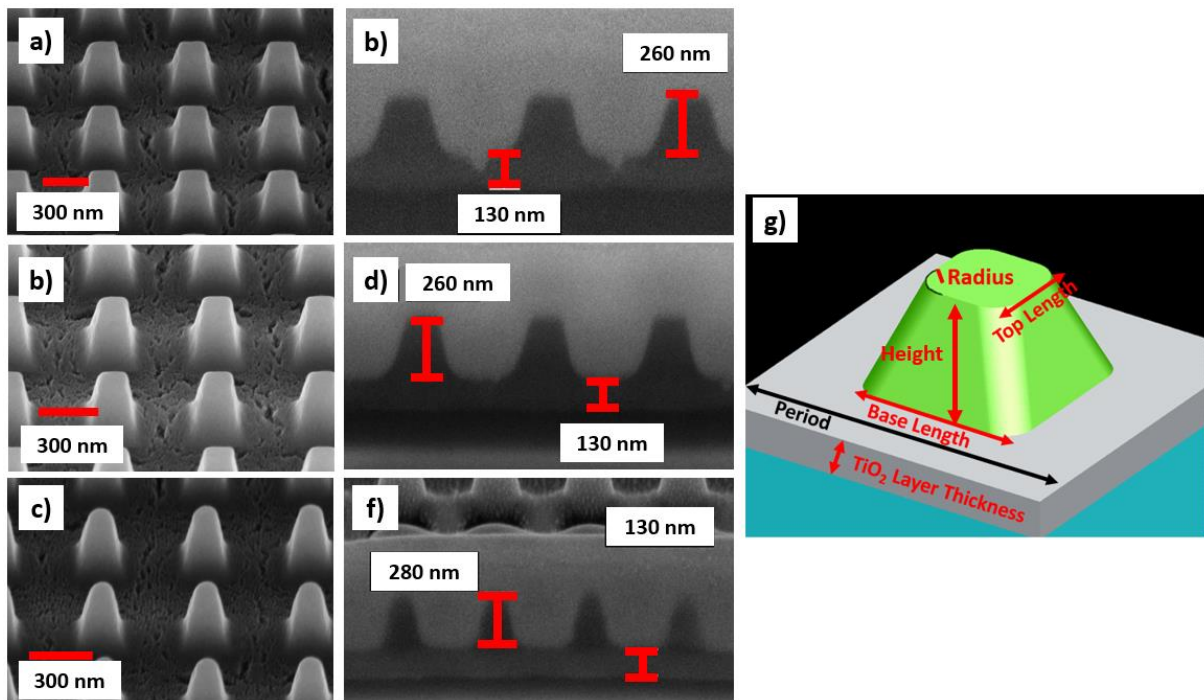 a)
300 nm
b)
260 nm
130 nm
b)
300 nm
d)
260 nm
130 nm
c)
300 nm
f)
130 nm
280 nm
g)
Radius
Top Length
Height
Base Length
Period
TiO₂ Layer Thickness